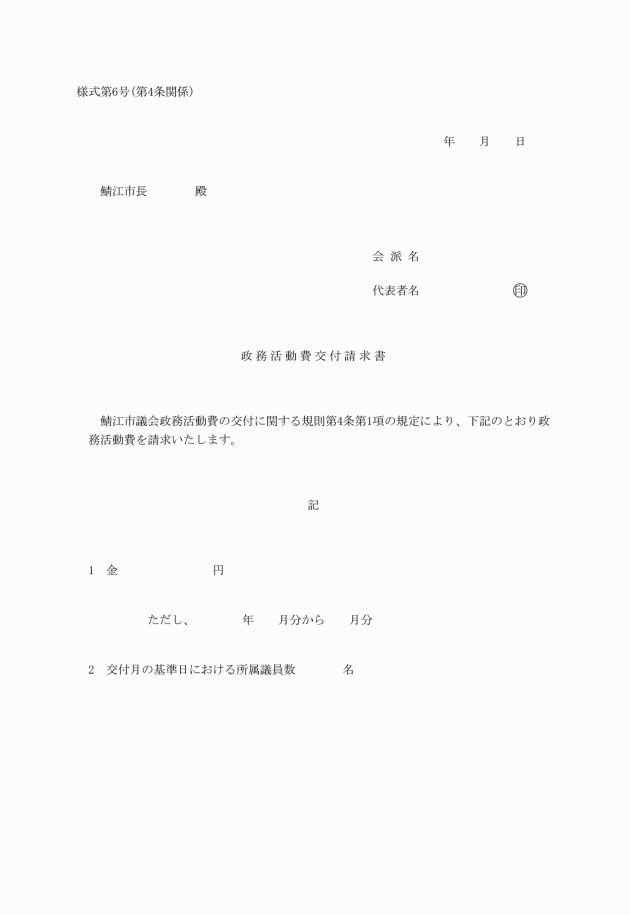 様式第6号(第4条関係)
年　　月　　日
鯖江市長　　　　殿
会 派 名
代表者名　　　　　　　　㊞
政務活動費交付請求書
鯖江市議会政務活動費の交付に関する規則第4条第1項の規定により、下記のとおり政
務活動費を請求いたします。
記
1　金　　　　　　　　円
ただし、　　　　年　　月分から　　月分
2　交付月の基準日における所属議員数　　　　名